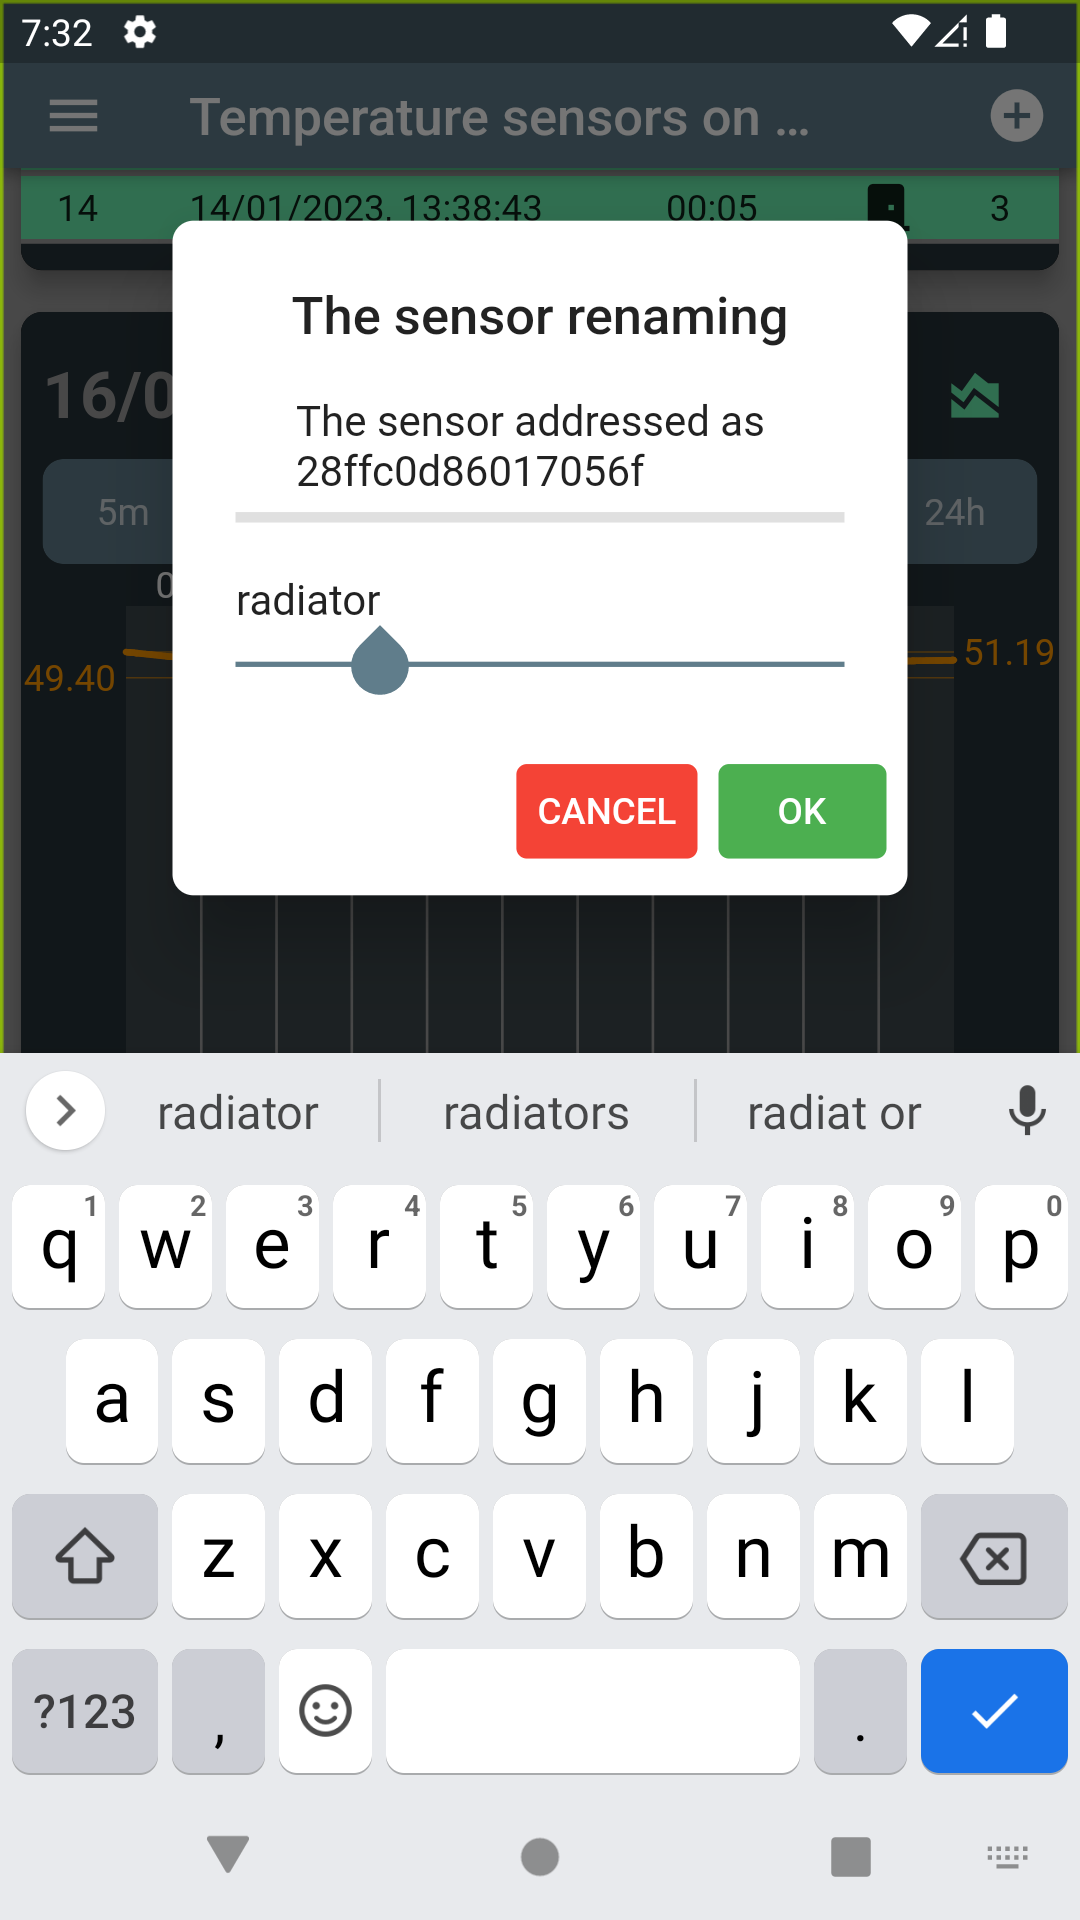 7:32
Temperature sensors on ...
14 14/01/2023, 13:38:43 00:05 3
The sensor renaming
16/0
The sensor addressed as
28ffc0d86017056f
5m 24h
0
radiator
49.40 51.19
CANCEL OK
radiator radiators radiat or
1 2 3 4 5 6 7 8 9 0
q w e r t y u i o p
a s d f g h j k l
z x c v b n m
?123 , .